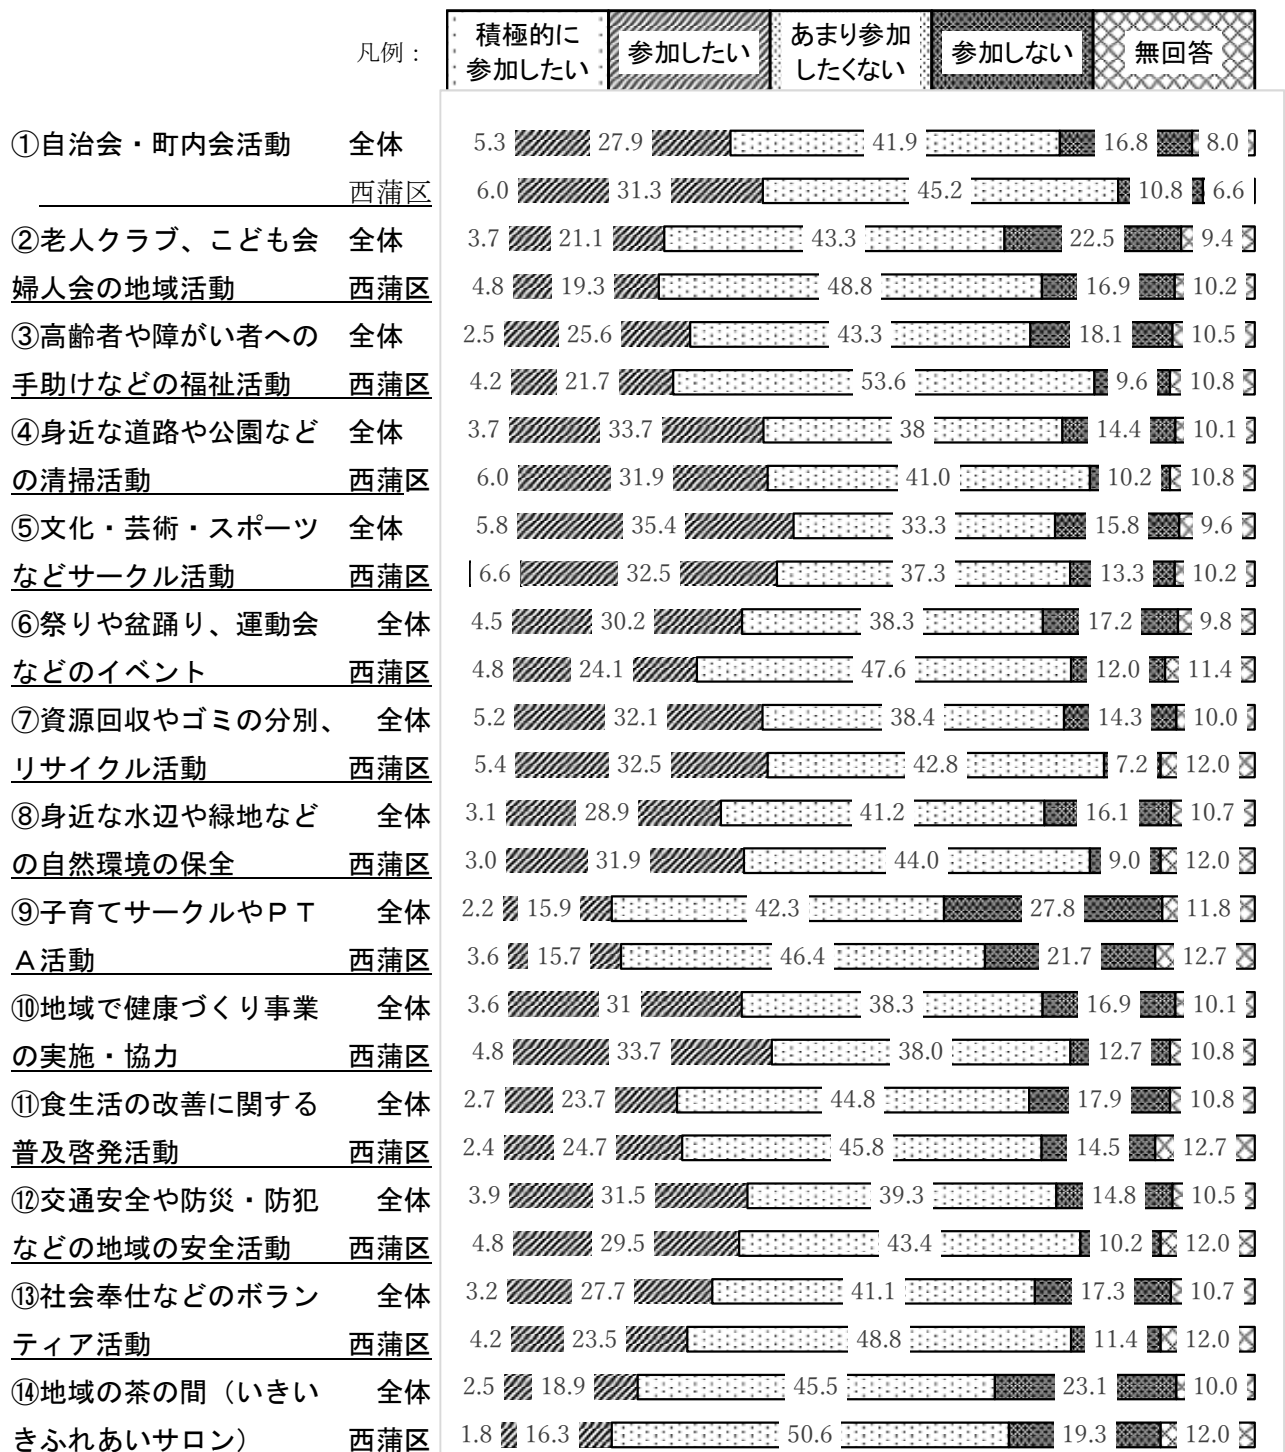 凡例：
積極的に
参加したい
参加したい
あまり参加
したくない
参加しない
無回答
①自治会・町内会活動 全体 5.3 27.9 41.9 16.8 8.0
西蒲区 6.0 31.3 45.2 10.8 6.6
②老人クラブ、こども会 全体 3.7 21.1 43.3 22.5 9.4
婦人会の地域活動 西蒲区 4.8 19.3 48.8 16.9 10.2
③高齢者や障がい者への 全体 2.5 25.6 43.3 18.1 10.5
手助けなどの福祉活動 西蒲区 4.2 21.7 53.6 9.6 10.8
④身近な道路や公園など 全体 3.7 33.7 38 14.4 10.1
の清掃活動 西蒲区 6.0 31.9 41.0 10.2 10.8
⑤文化・芸術・スポーツ 全体 5.8 35.4 33.3 15.8 9.6
などサークル活動 西蒲区 6.6 32.5 37.3 13.3 10.2
⑥祭りや盆踊り、運動会 全体 4.5 30.2 38.3 17.2 9.8
などのイベント 西蒲区 4.8 24.1 47.6 12.0 11.4
⑦資源回収やゴミの分別、 全体 5.2 32.1 38.4 14.3 10.0
リサイクル活動 西蒲区 5.4 32.5 42.8 7.2 12.0
⑧身近な水辺や緑地など 全体 3.1 28.9 41.2 16.1 10.7
の自然環境の保全 西蒲区 3.0 31.9 44.0 9.0 12.0
⑨子育てサークルやＰＴ 全体 2.2 15.9 42.3 27.8 11.8
Ａ活動 西蒲区 3.6 15.7 46.4 21.7 12.7
⑩地域で健康づくり事業 全体 3.6 31 38.3 16.9 10.1
の実施・協力 西蒲区 4.8 33.7 38.0 12.7 10.8
⑪食生活の改善に関する 全体 2.7 23.7 44.8 17.9 10.8
普及啓発活動 西蒲区 2.4 24.7 45.8 14.5 12.7
⑫交通安全や防災・防犯 全体 3.9 31.5 39.3 14.8 10.5
などの地域の安全活動 西蒲区 4.8 29.5 43.4 10.2 12.0
⑬社会奉仕などのボラン 全体 3.2 27.7 41.1 17.3 10.7
ティア活動 西蒲区 4.2 23.5 48.8 11.4 12.0
⑭地域の茶の間（いきい 全体 2.5 18.9 45.5 23.1 10.0
きふれあいサロン） 西蒲区 1.8 16.3 50.6 19.3 12.0